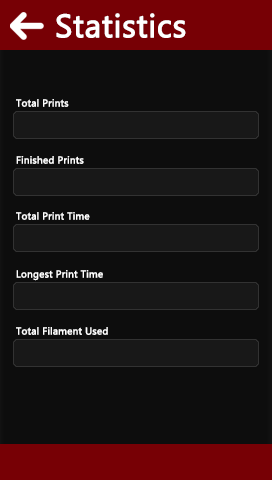 Statistics
Total Prints
Finished Prints
Total Print Time
Longest Print Time
Total Filament Used